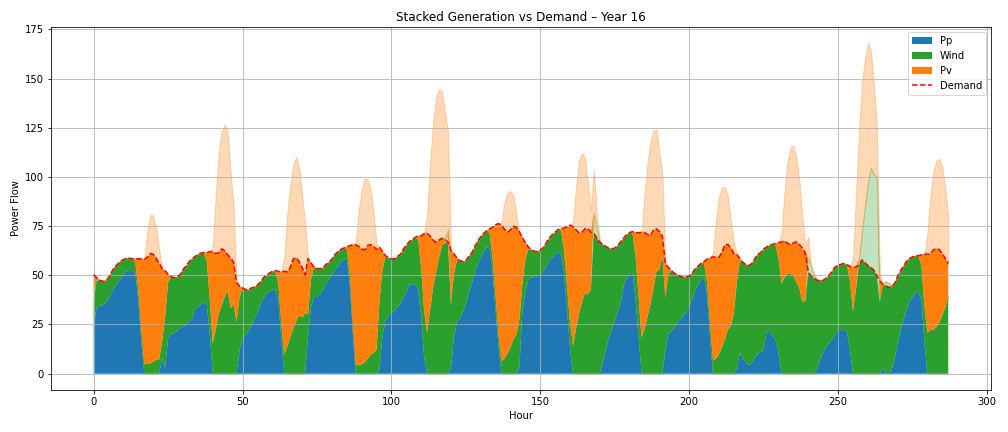 Stacked Generation vs Demand – Year 16
Power Flow
175
150
125
100
75
50
25
0
Pp
Wind
Pv
Demand
0
50
100
150
200
250
300
Hour